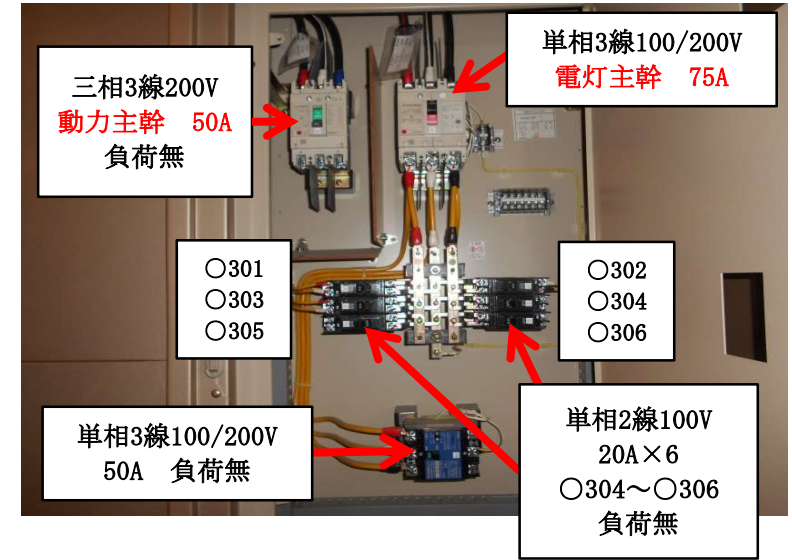 三相3線200V
動力主幹　50A
負荷無
単相3線100/200V
電灯主幹　75A
○301
○303
○305
○302
○304
○306
単相3線100/200V
50A　負荷無
単相2線100V
20A×6
○304～○306
負荷無